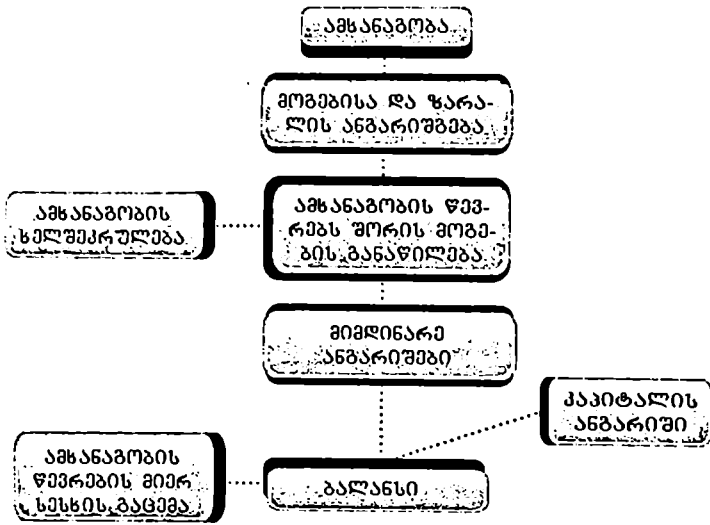 ამხანაგობა
მოგებისა და ზარა-
ლის ანგარიშგება
ამხანაგობის
ხელშეკრულება
ამხანაგობის წევ-
რებს შორის მოგე-
ბის განაწილება
მიმდინარე
ანგარიშები
კაპიტალის
ანგარიში
ამხანაგობის
წევრების მიერ
სესხის გაცემა
ბალანსი